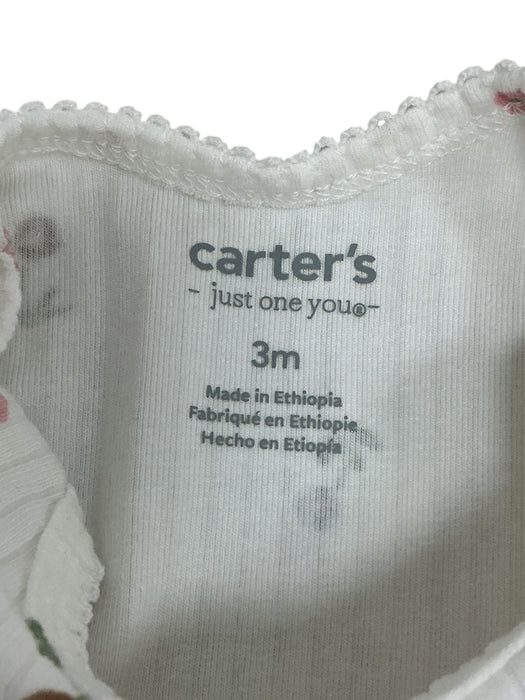 carter's
- just one you®-
3m
Made in Ethiopia
Fabriqué en Ethiopie
Hecho en Etiopía